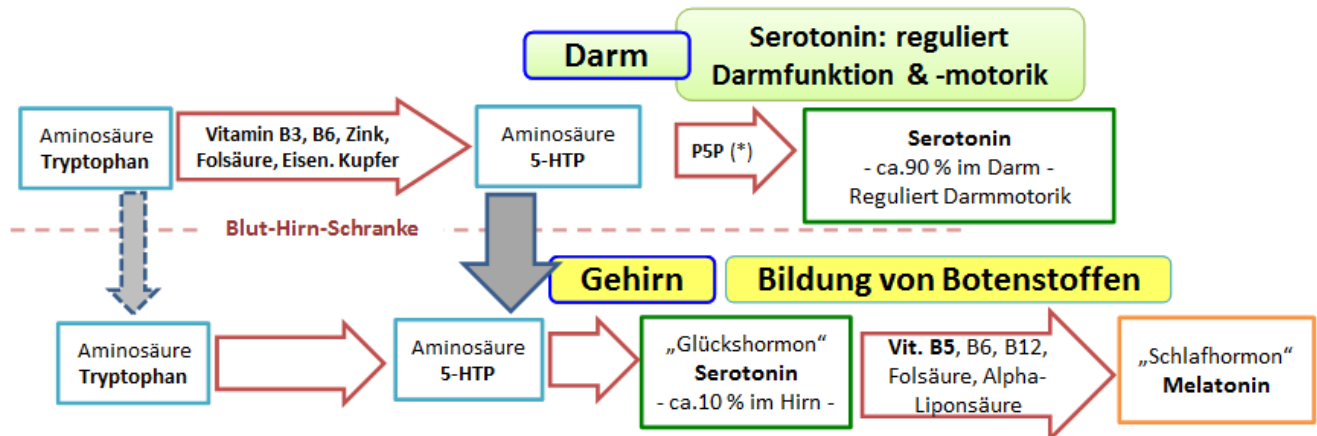 Darm
Serotonin: reguliert
Darmfunktion & -motorik
Aminosäure
Tryptophan
Vitamin B3, B6, Zink,
Folsäure, Eisen. Kupfer
Aminosäure
5-HTP
P5P (*)
Serotonin
- ca.90 % im Darm -
Reguliert Darmmotorik
Blut-Hirn-Schranke
Gehirn
Bildung von Botenstoffen
Aminosäure
Tryptophan
Aminosäure
5-HTP
„Glückshormon“
Serotonin
- ca.10 % im Hirn -
Vit. B5, B6, B12,
Folsäure, Alpha-
Liponsäure
„Schlafhormon“
Melatonin